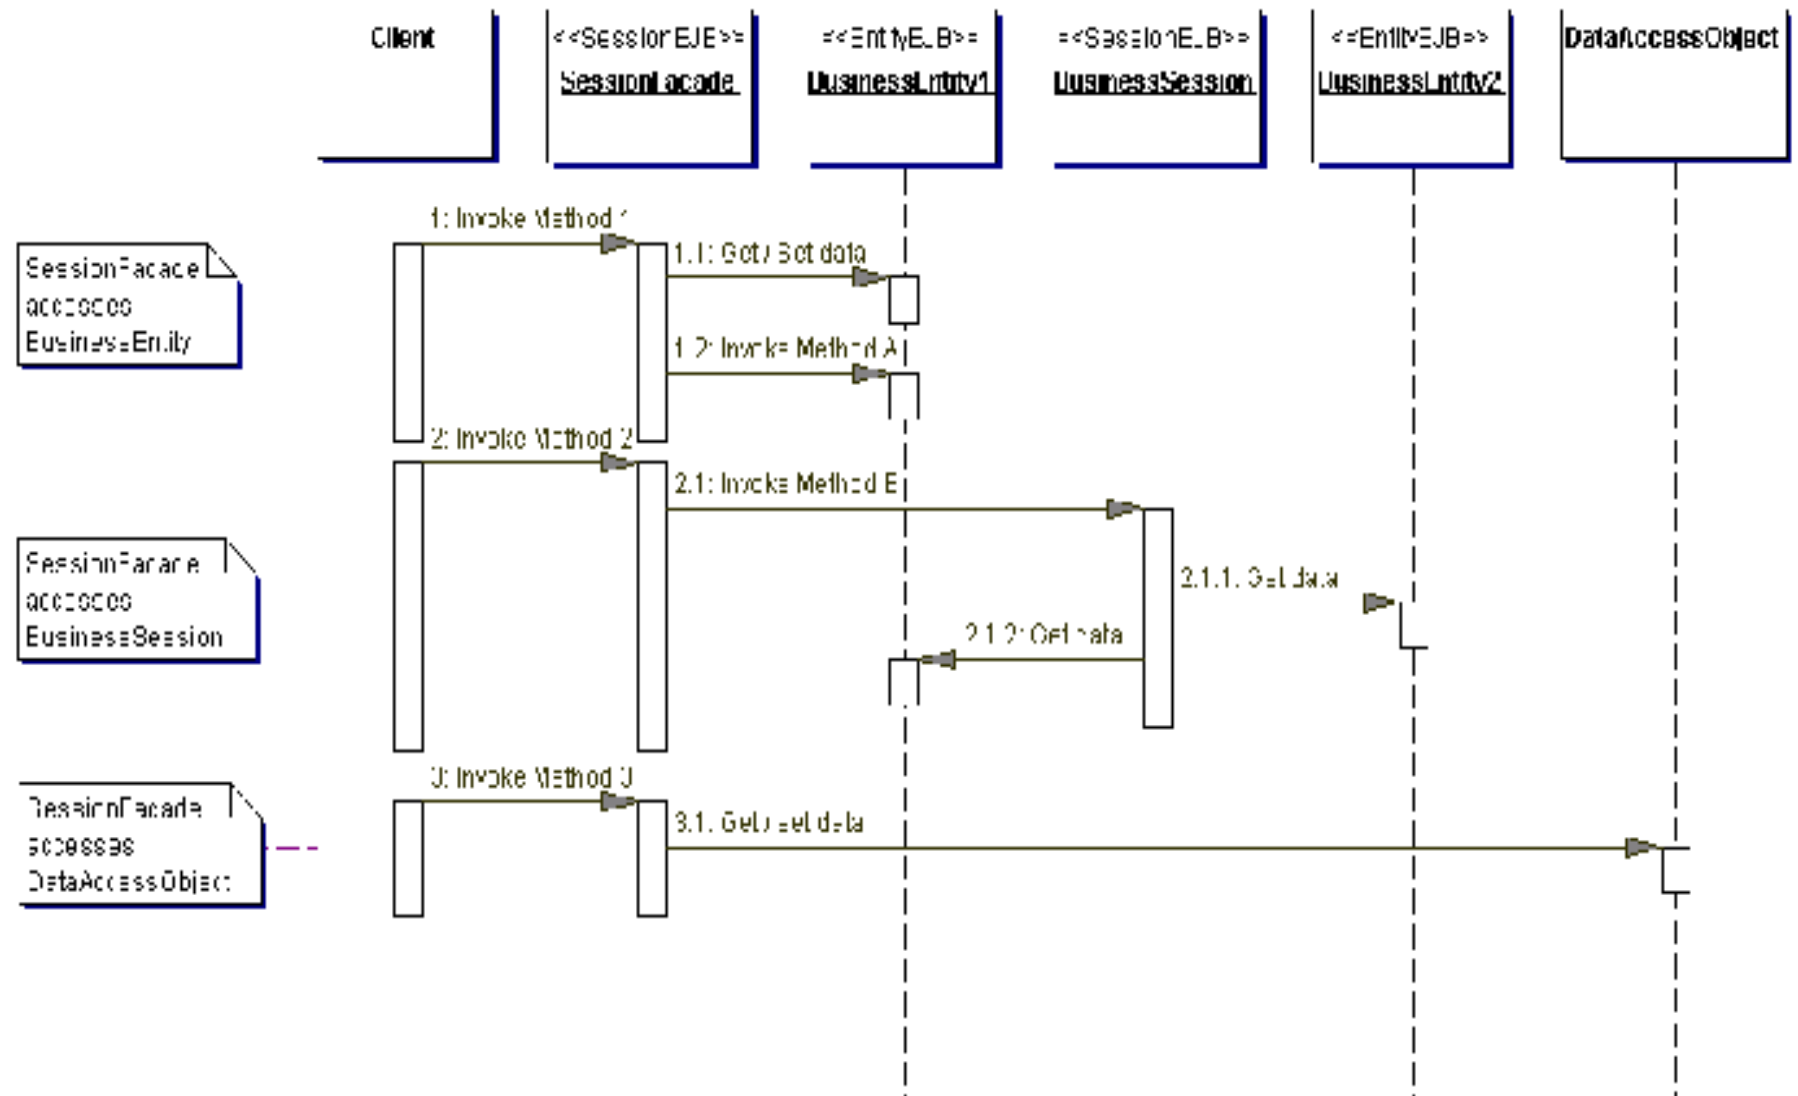 Client
<<SessionEJB>>
SessionFacade
<<EntityEJB>>
BusinessEntity1
<<SessionEJB>>
BusinessSession
<<EntityEJB>>
BusinessEntity2
DataAccessObject
1: Invoke Method 1
SessionFacade
accesses
BusinessEntity
1.1: Get / Set data
1.2: Invoke Method A
2: Invoke Method 2
2.1: Invoke Method B
SessionFacade
accesses
BusinessSession
2.1.1: Get data
2.1.2: Get data
3: Invoke Method 3
SessionFacade
accesses
DataAccessObject
3.1: Get / set data